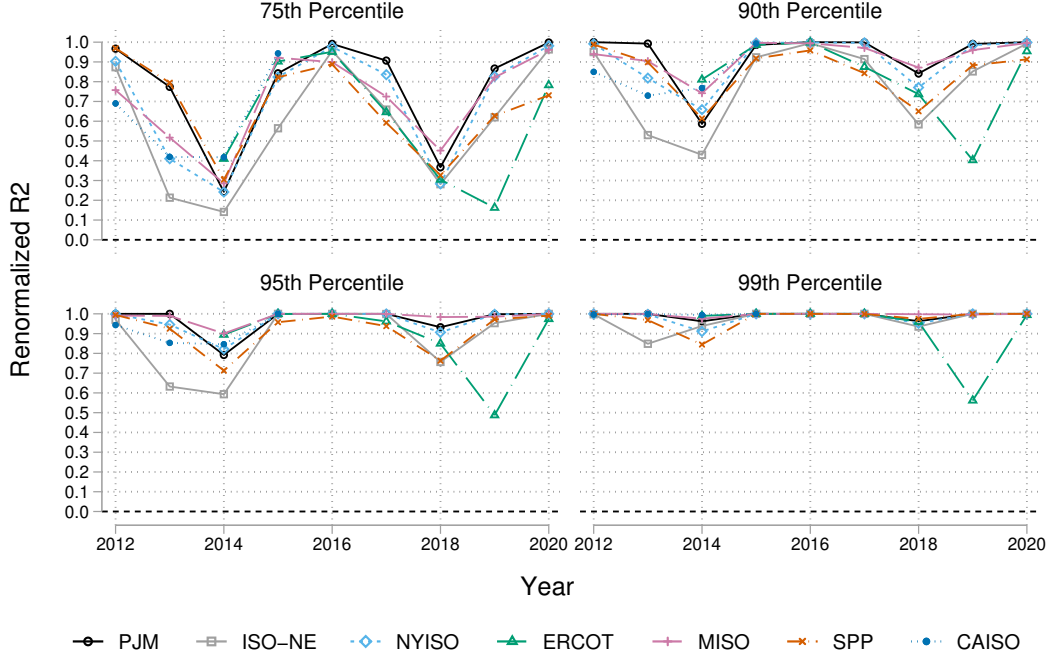 75th Percentile
90th Percentile
1.0
0.9
0.8
0.7
0.6
0.5
0.4
0.3
0.2
0.1
0.0
Renormalized R2
95th Percentile
99th Percentile
1.0
0.9
0.8
0.7
0.6
0.5
0.4
0.3
0.2
0.1
0.0
2012 2014 2016 2018 2020 2012 2014 2016 2018 2020
Year
PJM ISO−NE NYISO ERCOT MISO SPP CAISO